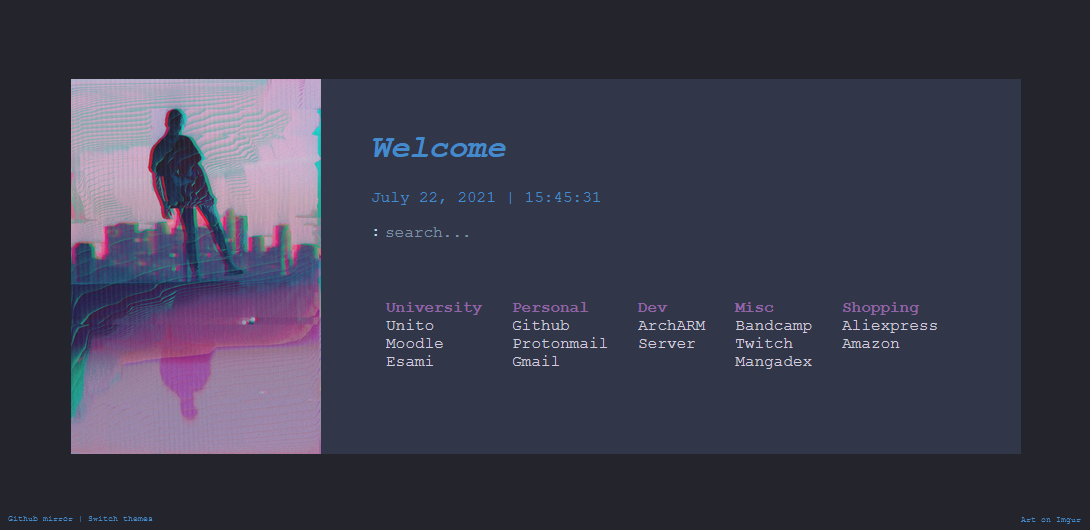 Welcome
July 22, 2021 | 15:45:31
: search...
University Personal Dev Misc Shopping
Unito Github ArchARM Bandcamp Aliexpress
Moodle Protonmail Server Twitch Amazon
Esami Gmail Mangadex
Github mirror | Switch themes
Art on Imgur